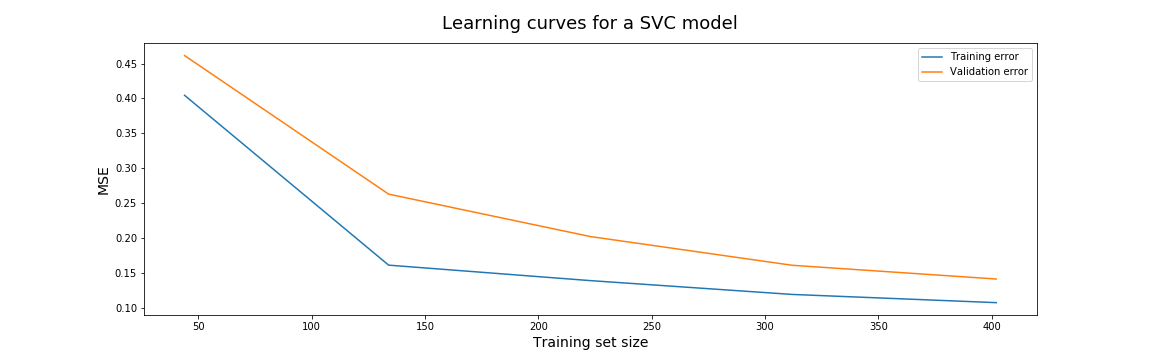 Learning curves for a SVC model
Training error
Validation error
MSE
0.45
0.40
0.35
0.30
0.25
0.20
0.15
0.10
50 100 150 200 250 300 350 400
Training set size